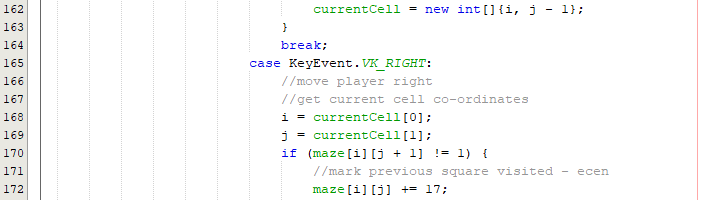 162 currentCell = new int[]{i, j - 1};
163 }
164 break;
165 case KeyEvent.VK_RIGHT:
166 //move player right
167 //get current cell co-ordinates
168 i = currentCell[0];
169 j = currentCell[1];
170 if (maze[i][j + 1] != 1) {
171 //mark previous square visited - ecen
172 maze[i][j] += 17;